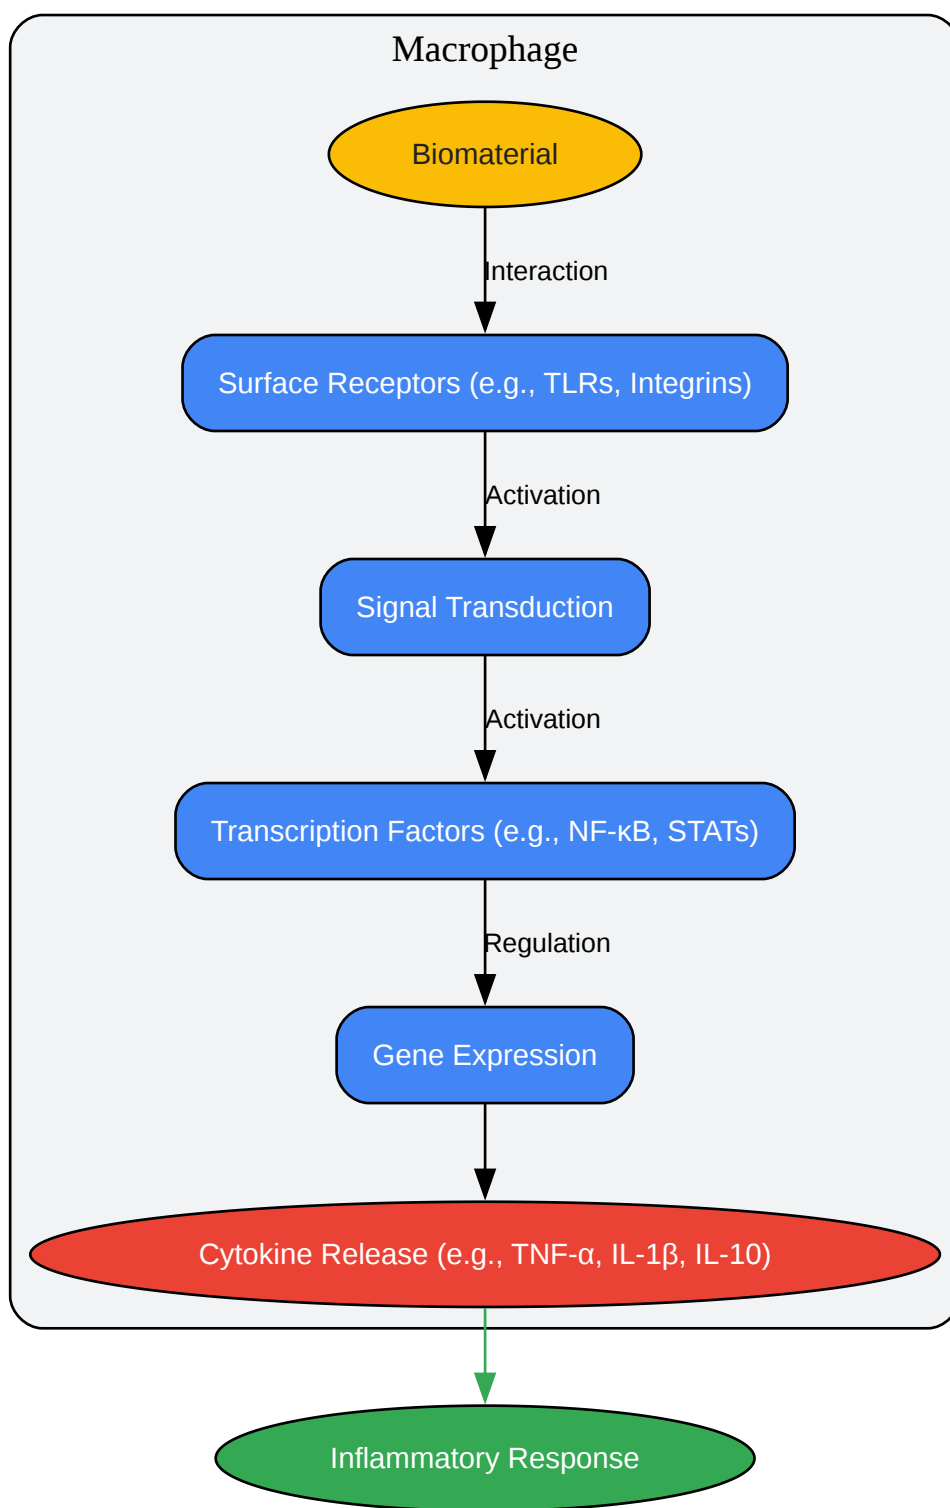 Macrophage
Biomaterial
Interaction
Surface Receptors (e.g., TLRs, Integrins)
Activation
Signal Transduction
Activation
Transcription Factors (e.g., NF-κB, STATs)
Regulation
Gene Expression
Cytokine Release (e.g., TNF-α, IL-1β, IL-10)
Inflammatory Response